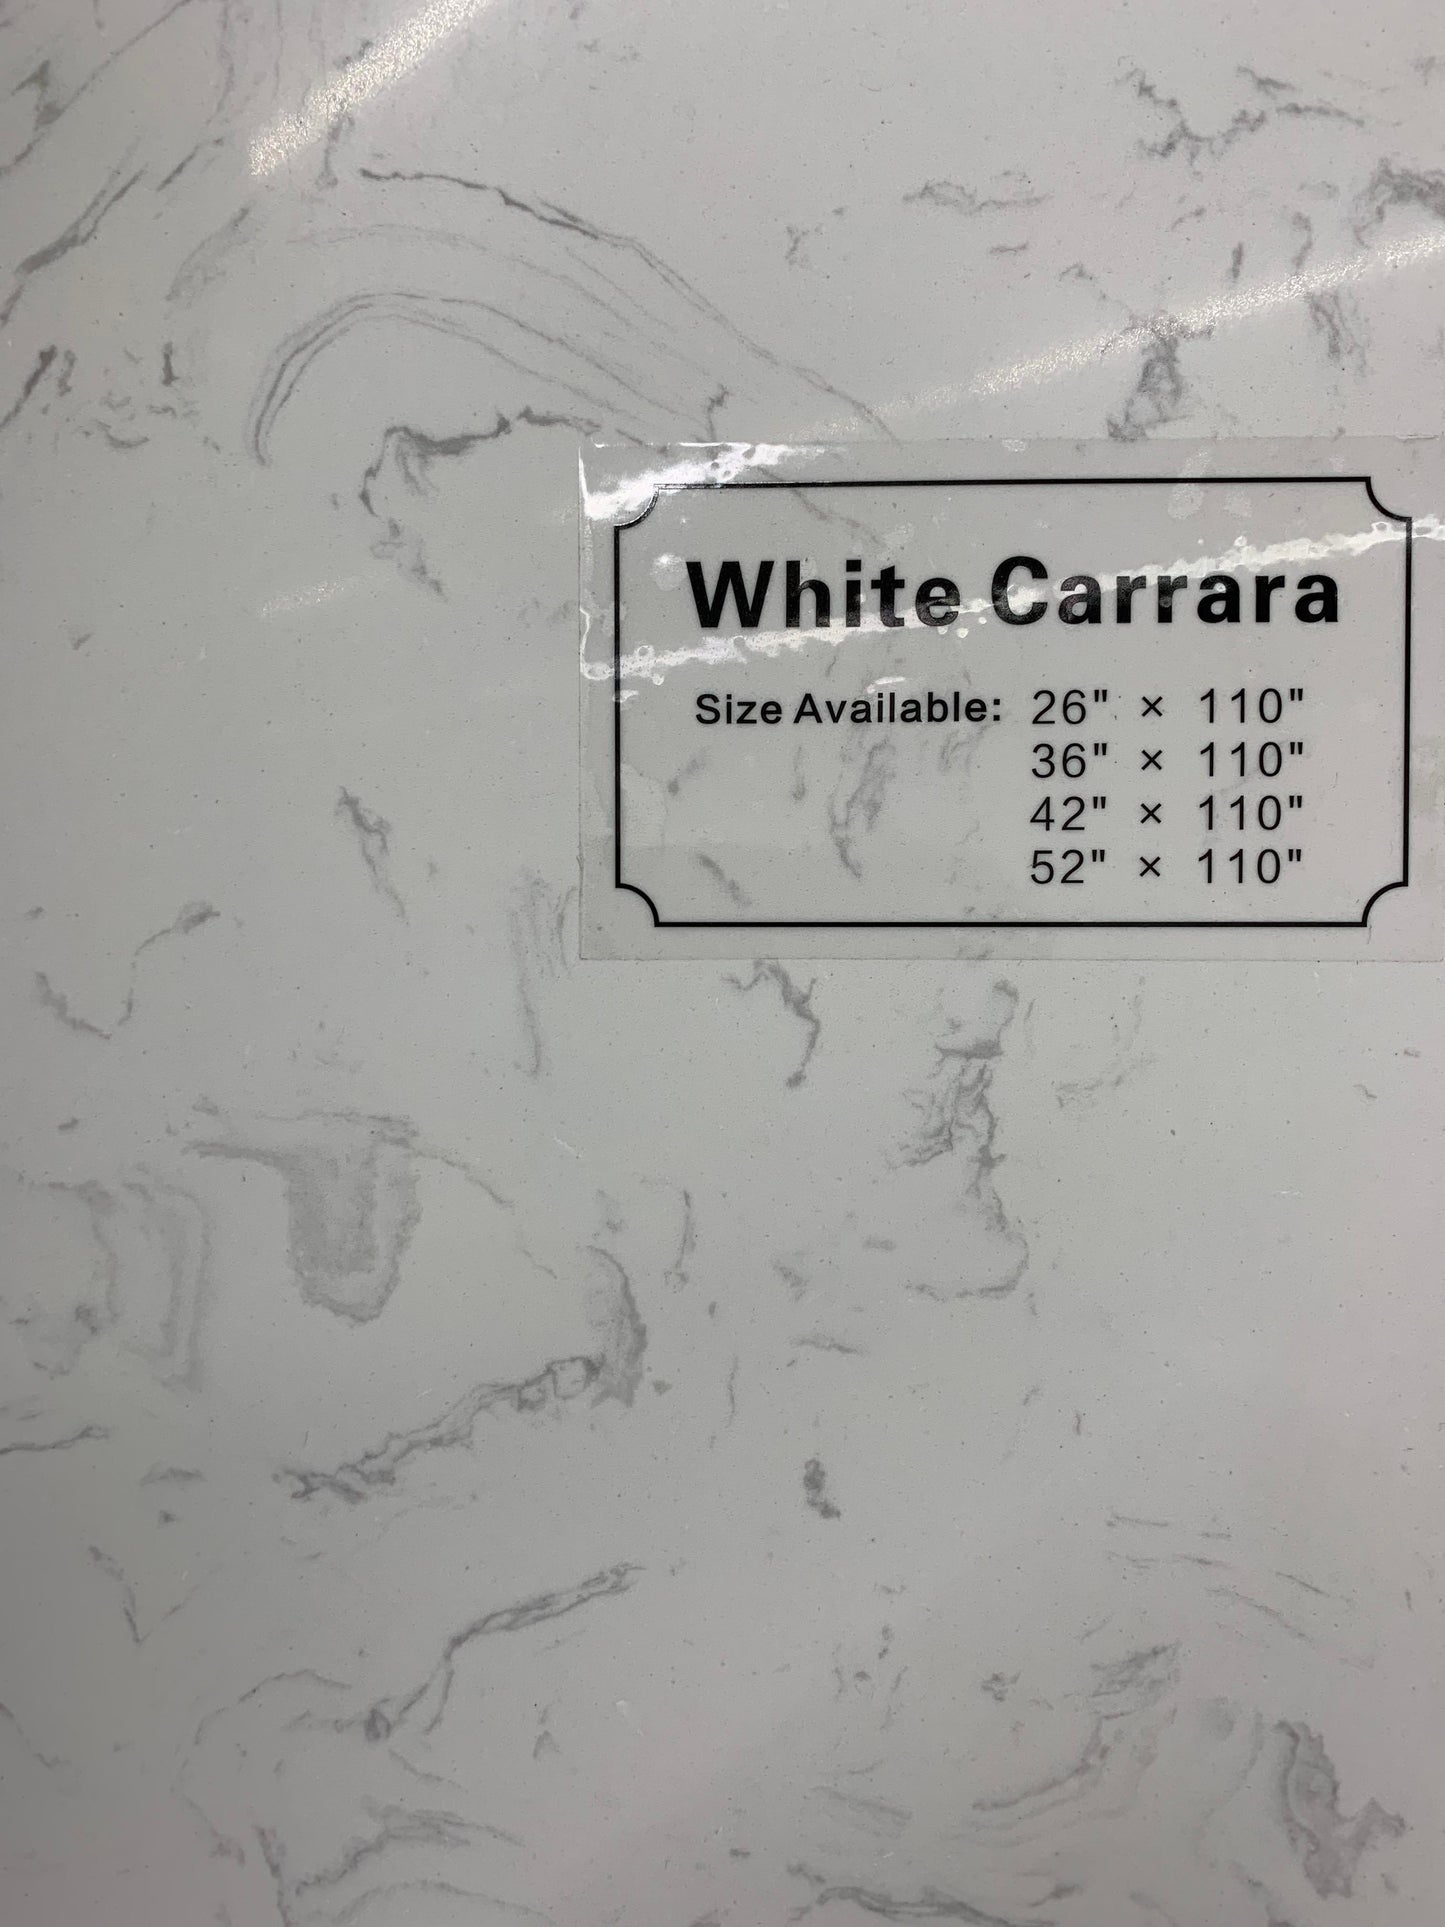 White Carrara
Size Available: 26" × 110"
36" × 110"
42" × 110"
52" × 110"